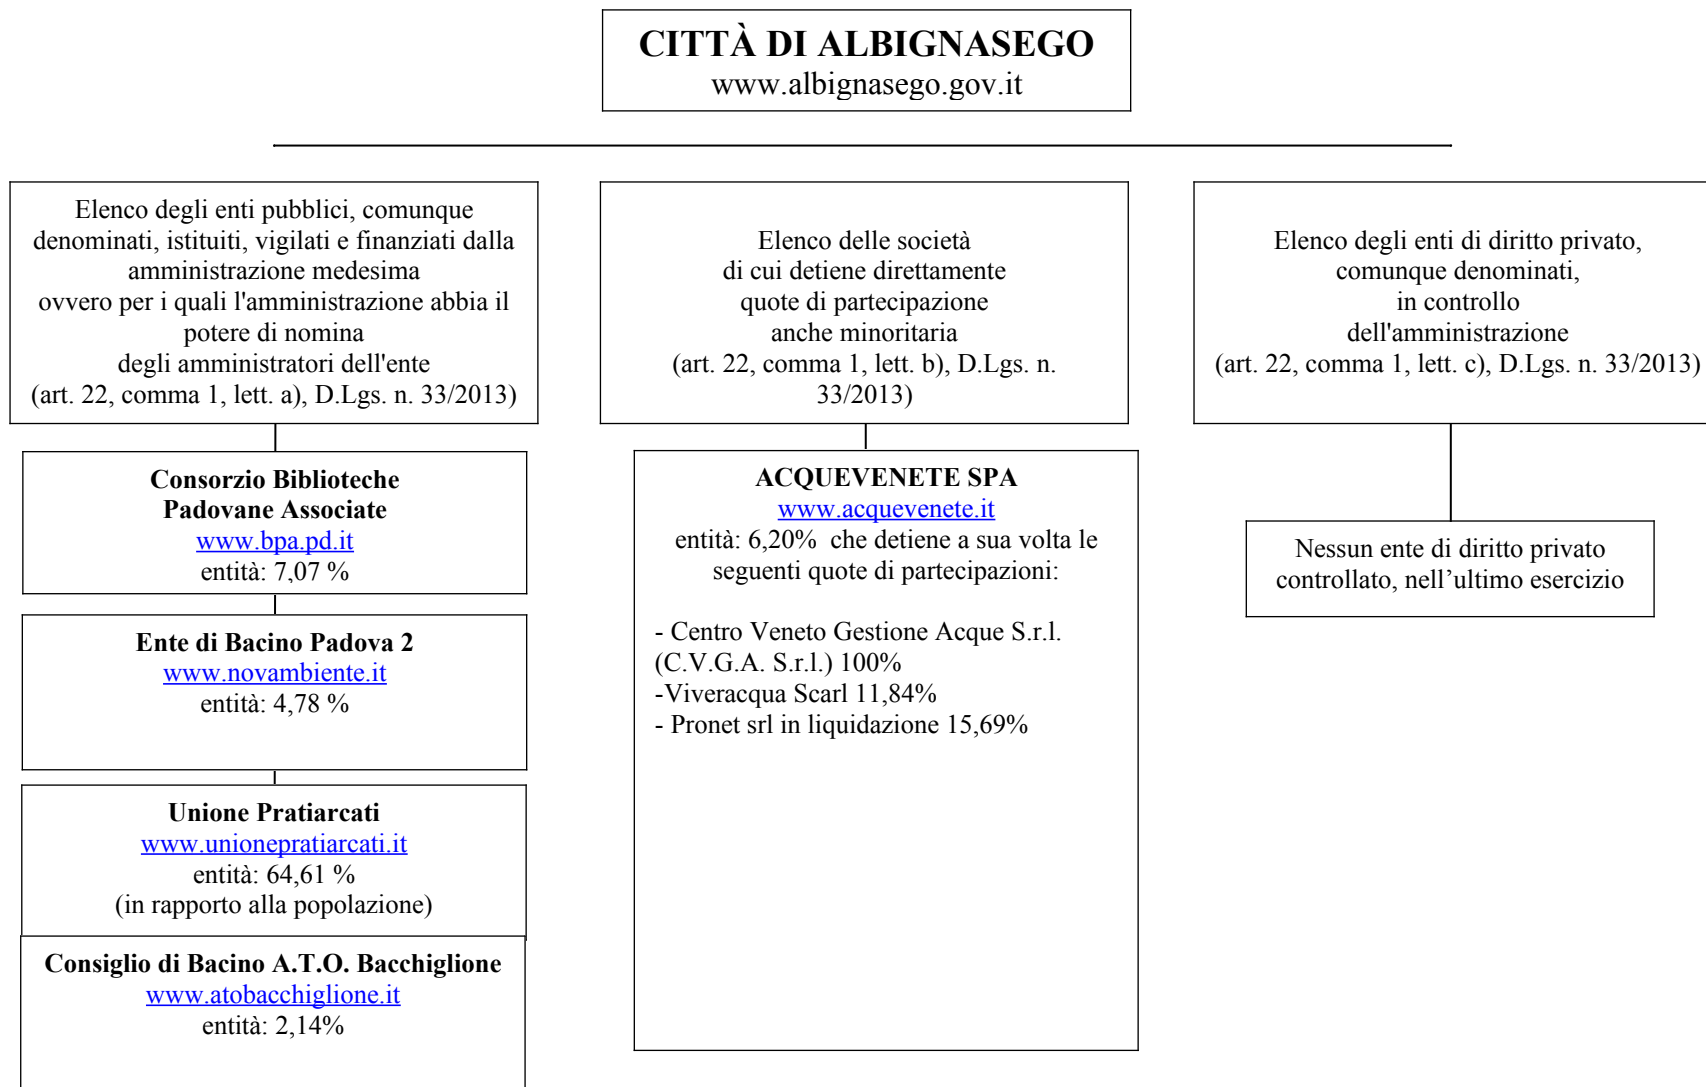 CITTÀ DI ALBIGNASEGO
www.albignasego.gov.it
Elenco degli enti pubblici, comunque
denominati, istituiti, vigilati e finanziati dalla
amministrazione medesima
ovvero per i quali l'amministrazione abbia il
potere di nomina
degli amministratori dell'ente
(art. 22, comma 1, lett. a), D.Lgs. n. 33/2013)
Consorzio Biblioteche
Padovane Associate
www.bpa.pd.it
entità: 7,07 %
Ente di Bacino Padova 2
www.novambiente.it
entità: 4,78 %
Unione Pratiarcati
www.unionepratiarcati.it
entità: 64,61 %
(in rapporto alla popolazione)
Consiglio di Bacino A.T.O. Bacchiglione
www.atobacchiglione.it
entità: 2,14%
Elenco delle società
di cui detiene direttamente
quote di partecipazione
anche minoritaria
(art. 22, comma 1, lett. b), D.Lgs. n.
33/2013)
ACQUEVENETE SPA
www.acquevenete.it
entità: 6,20% che detiene a sua volta le
seguenti quote di partecipazioni:
- Centro Veneto Gestione Acque S.r.l.
(C.V.G.A. S.r.l.) 100%
-Viveracqua Scarl 11,84%
- Pronet srl in liquidazione 15,69%
Elenco degli enti di diritto privato,
comunque denominati,
in controllo
dell'amministrazione
(art. 22, comma 1, lett. c), D.Lgs. n. 33/2013)
Nessun ente di diritto privato
controllato, nell’ultimo esercizio